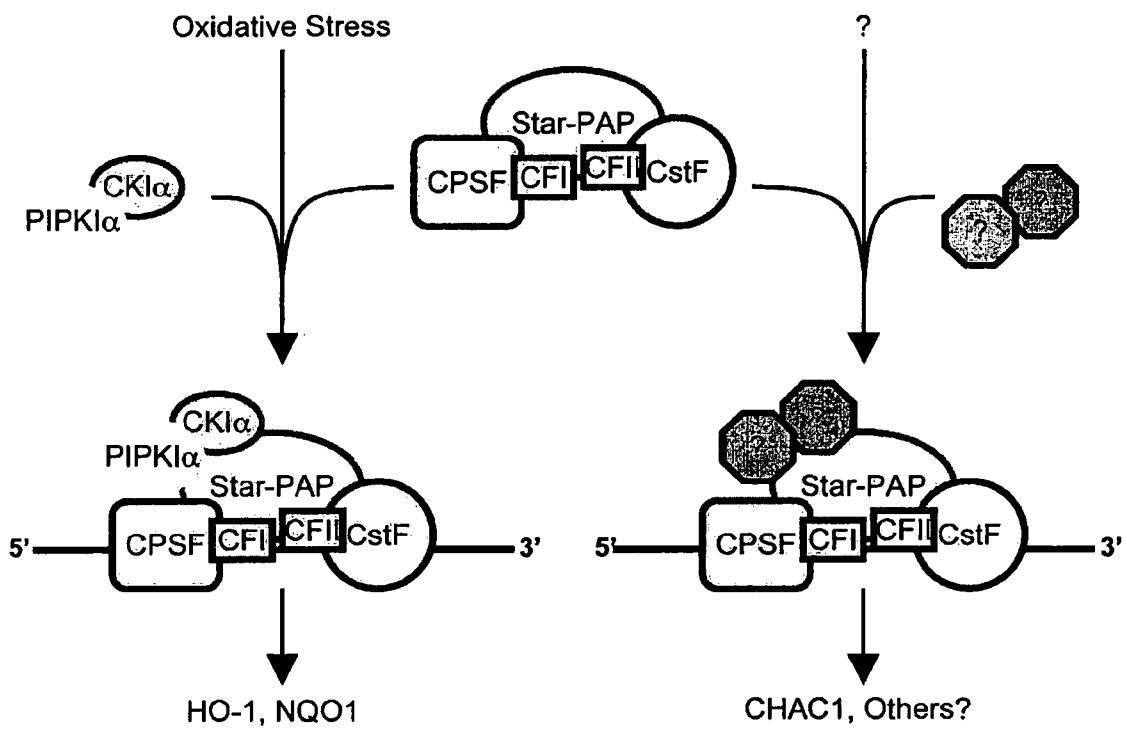 Oxidative Stress
?
Star-PAP
CPSF CFI CFII CstF
CKIα
PIPKIα
?
?
CKIα
PIPKIα
Star-PAP
5' CPSF CFI CFII CstF 3'
?
?
Star-PAP
5' CPSF CFI CFII CstF 3'
HO-1, NQO1
CHAC1, Others?